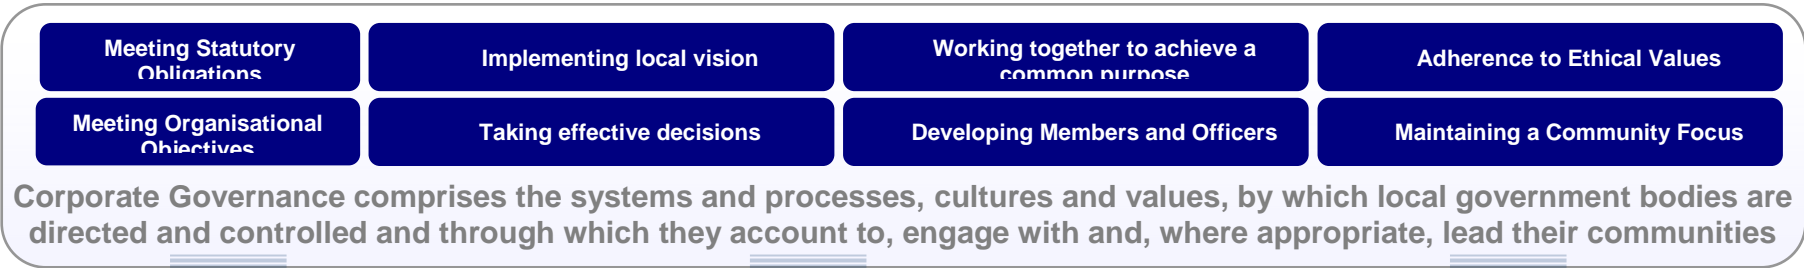 Meeting Statutory
Obligations
Implementing local vision
Working together to achieve a
common purpose
Adherence to Ethical Values
Meeting Organisational
Objectives
Taking effective decisions
Developing Members and Officers
Maintaining a Community Focus
Corporate Governance comprises the systems and processes, cultures and values, by which local government bodies are
directed and controlled and through which they account to, engage with and, where appropriate, lead their communities